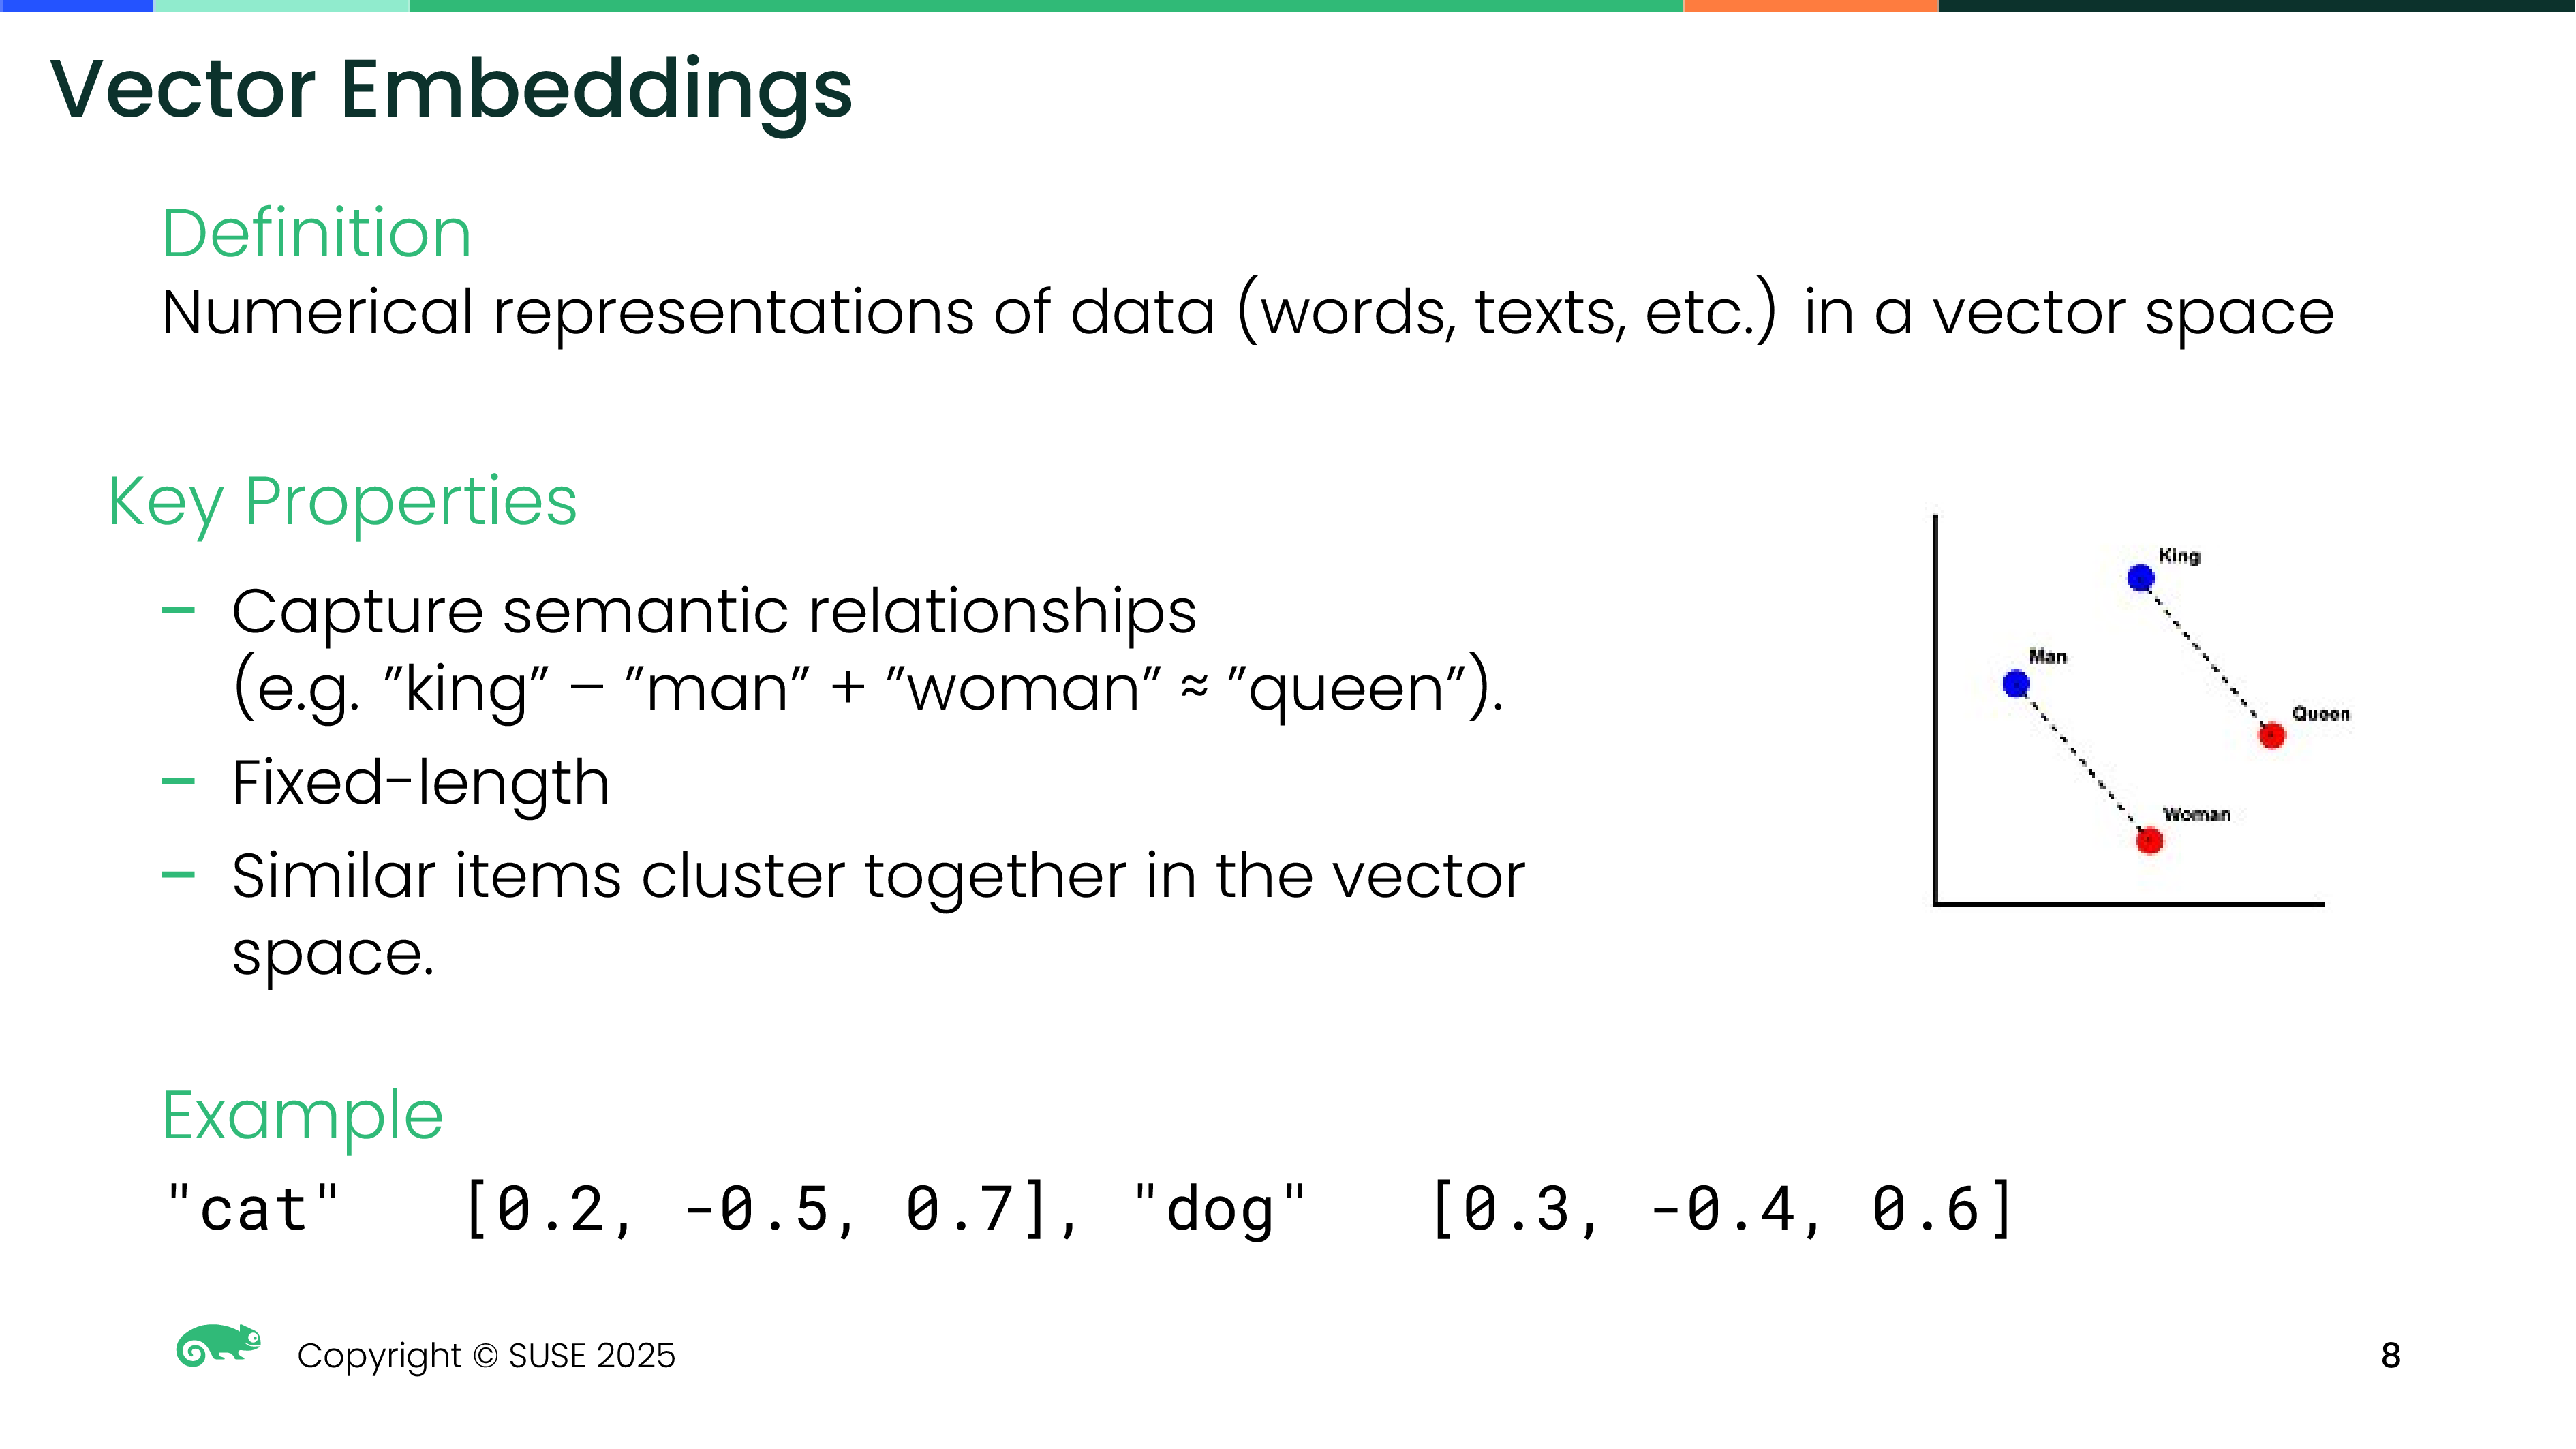 Vector Embeddings
Definition
Numerical representations of data (words, texts, etc.) in a vector space
Key Properties
– Capture semantic relationships
(e.g. ”king” – ”man” + ”woman” ≈ ”queen”).
– Fixed-length
– Similar items cluster together in the vector
space.
King
Man
Queen
Woman
Example
"cat" [0.2, -0.5, 0.7], "dog" [0.3, -0.4, 0.6]
Copyright © SUSE 2025
8